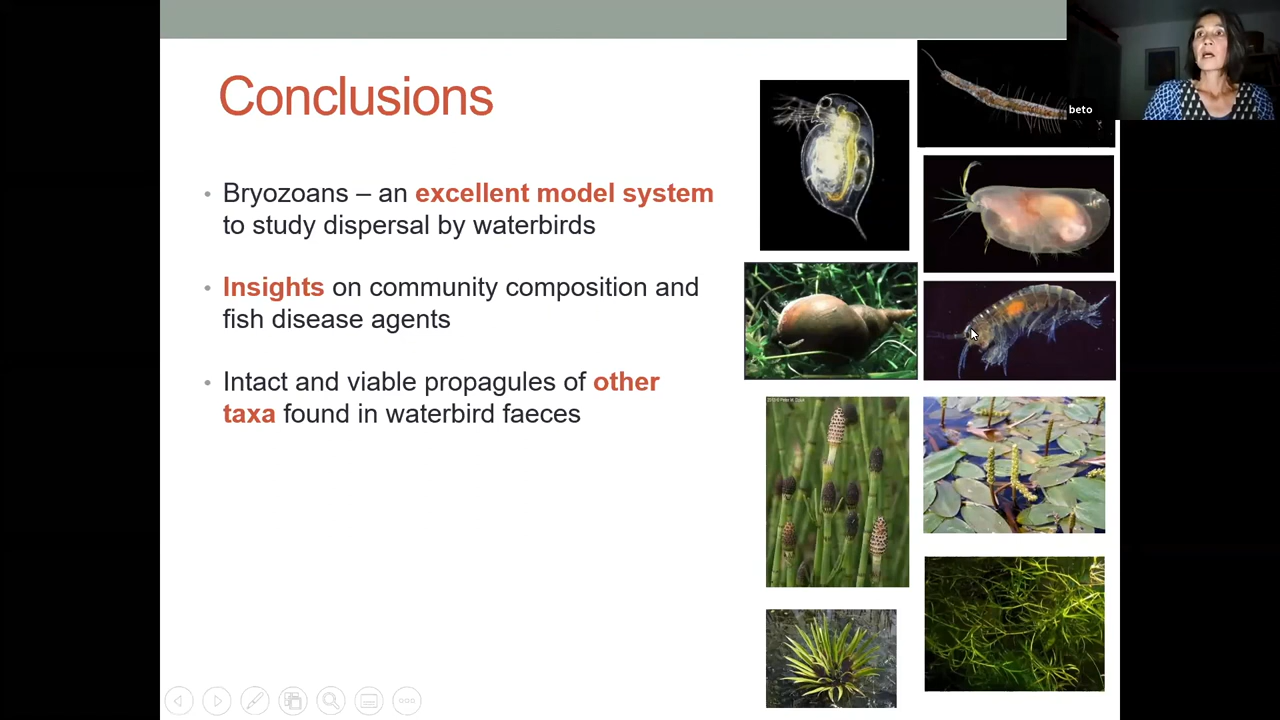 Conclusions
beto
• Bryozoans – an excellent model system
to study dispersal by waterbirds
• Insights on community composition and
fish disease agents
• Intact and viable propagules of other
taxa found in waterbird faeces